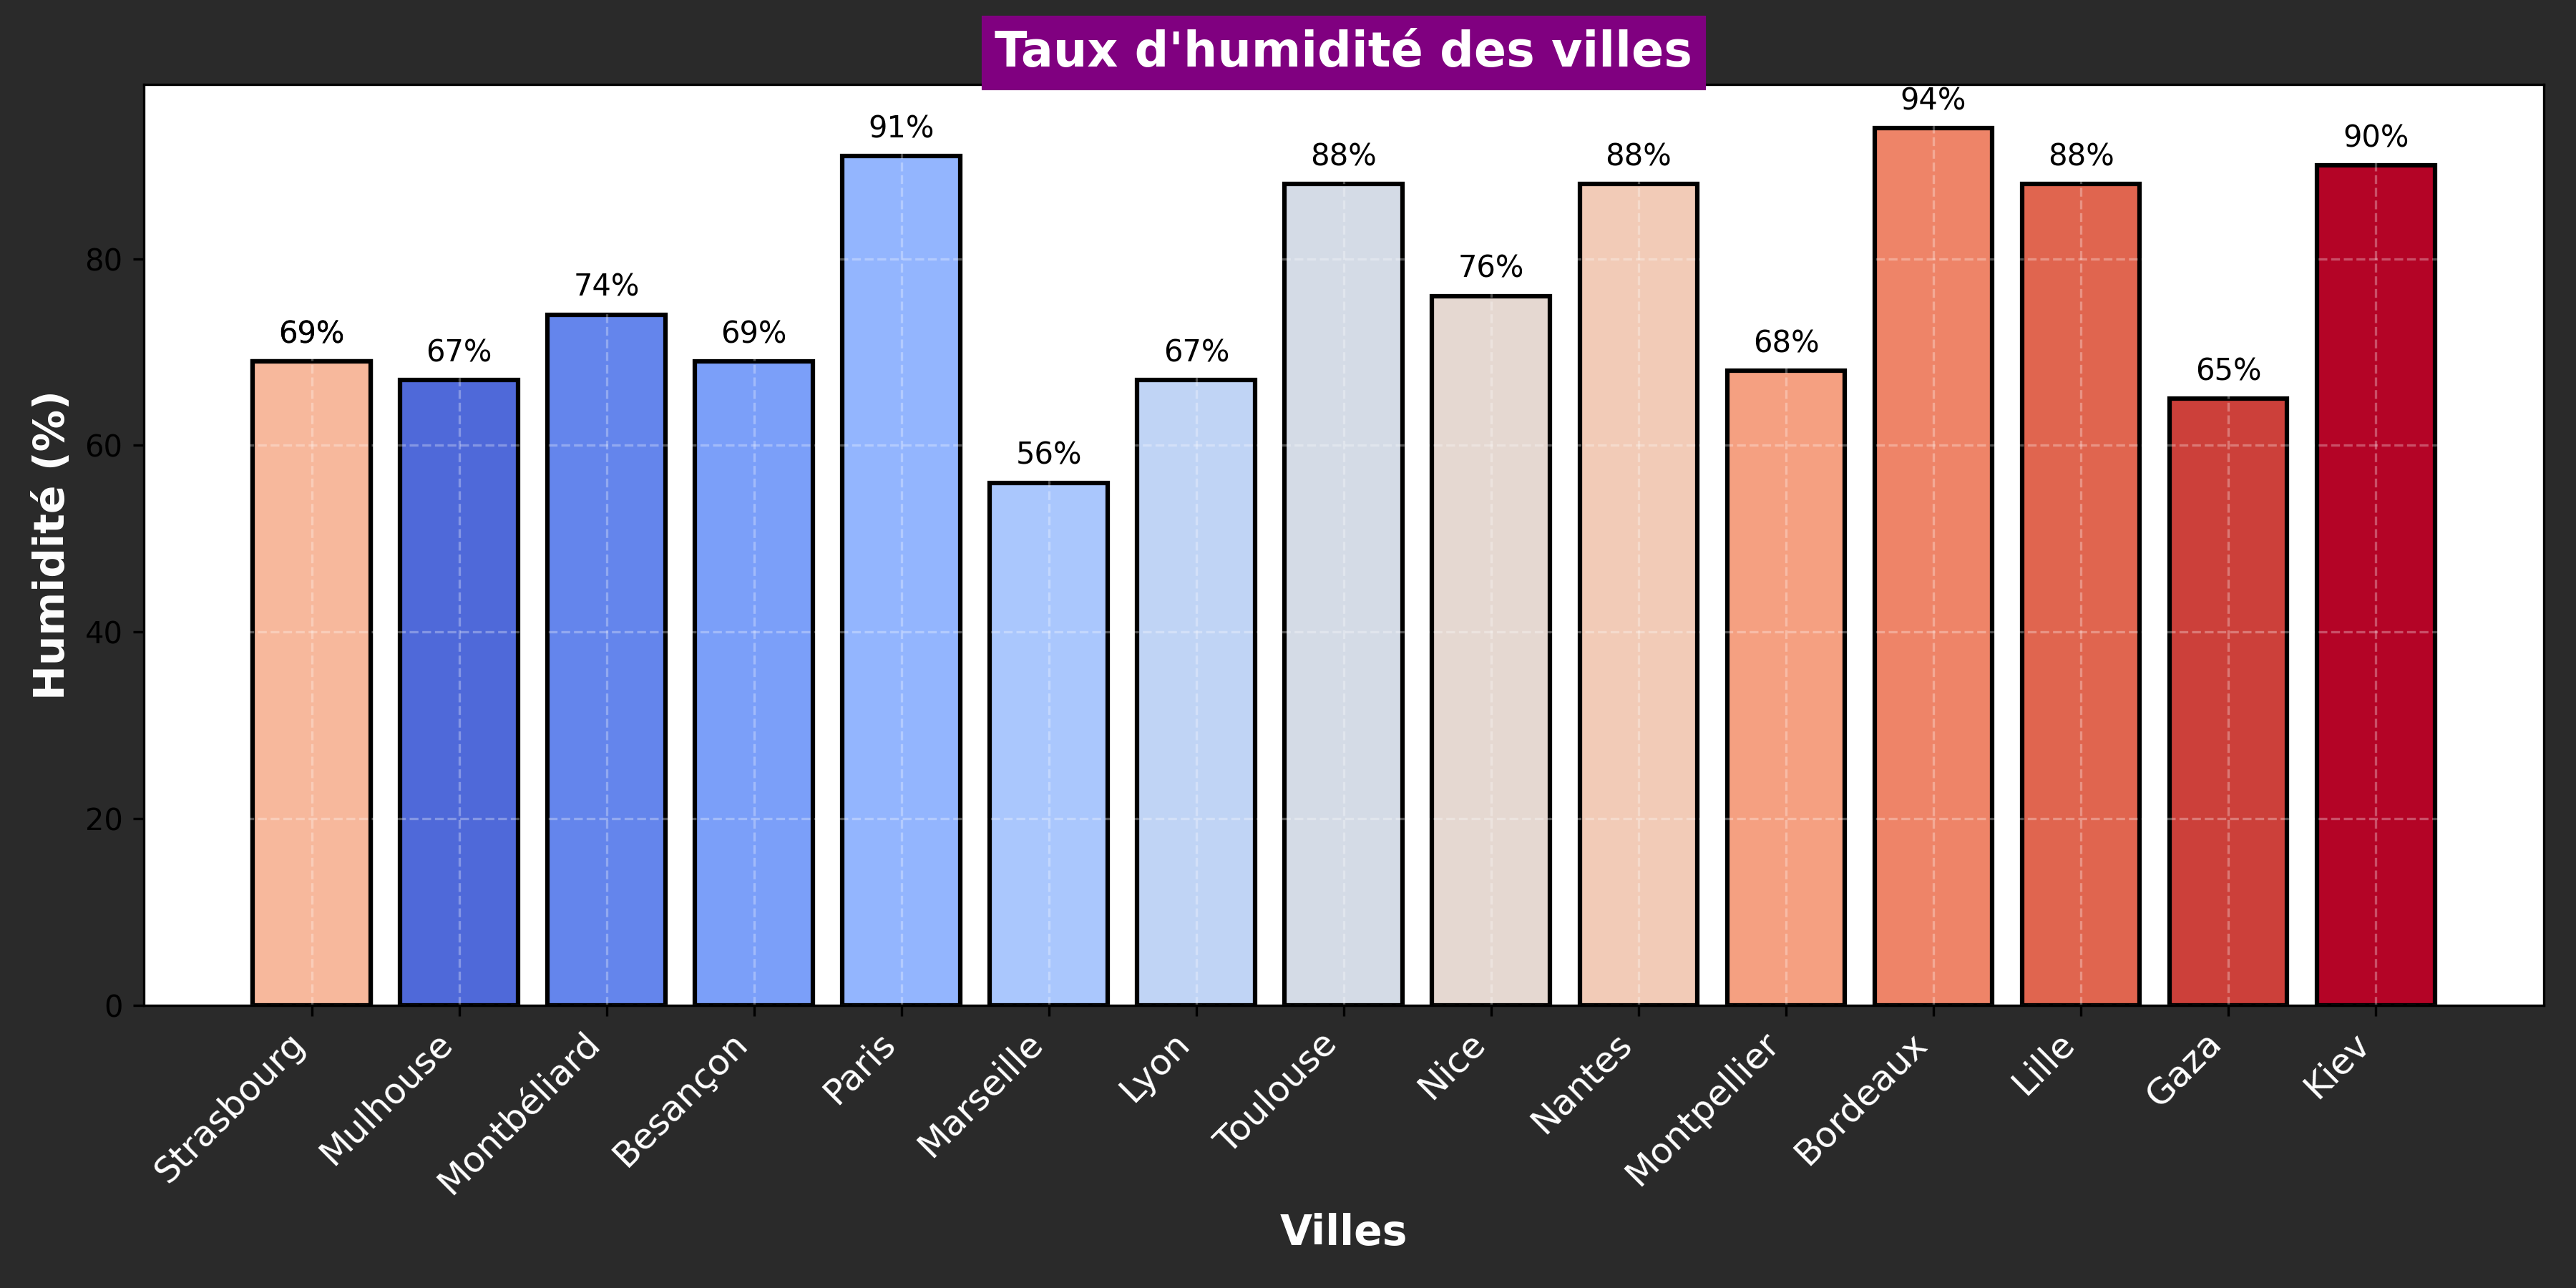 Taux d'humidité des villes
94%
91%
90%
88%
88%
88%
80
76%
74%
69%
69%
68%
67%
67%
65%
60
56%
Humidité (%)
40
20
0
Strasbourg
Mulhouse
Montbéliard
Besançon
Paris
Marseille
Lyon
Toulouse
Nice
Nantes
Montpellier
Bordeaux
Lille
Gaza
Kiev
Villes